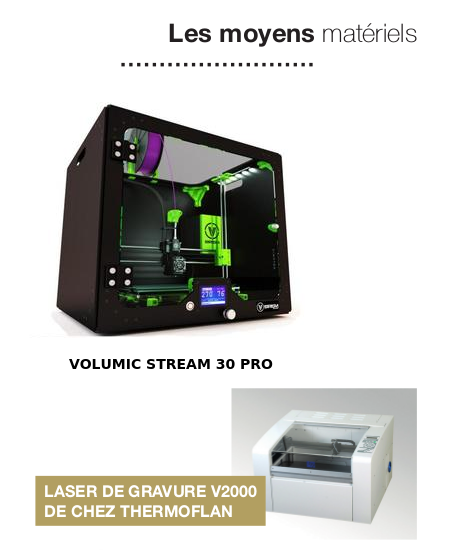 Les moyens matériels
VOLUMIC STREAM 30 PRO
LASER DE GRAVURE V2000
DE CHEZ THERMOFLAN